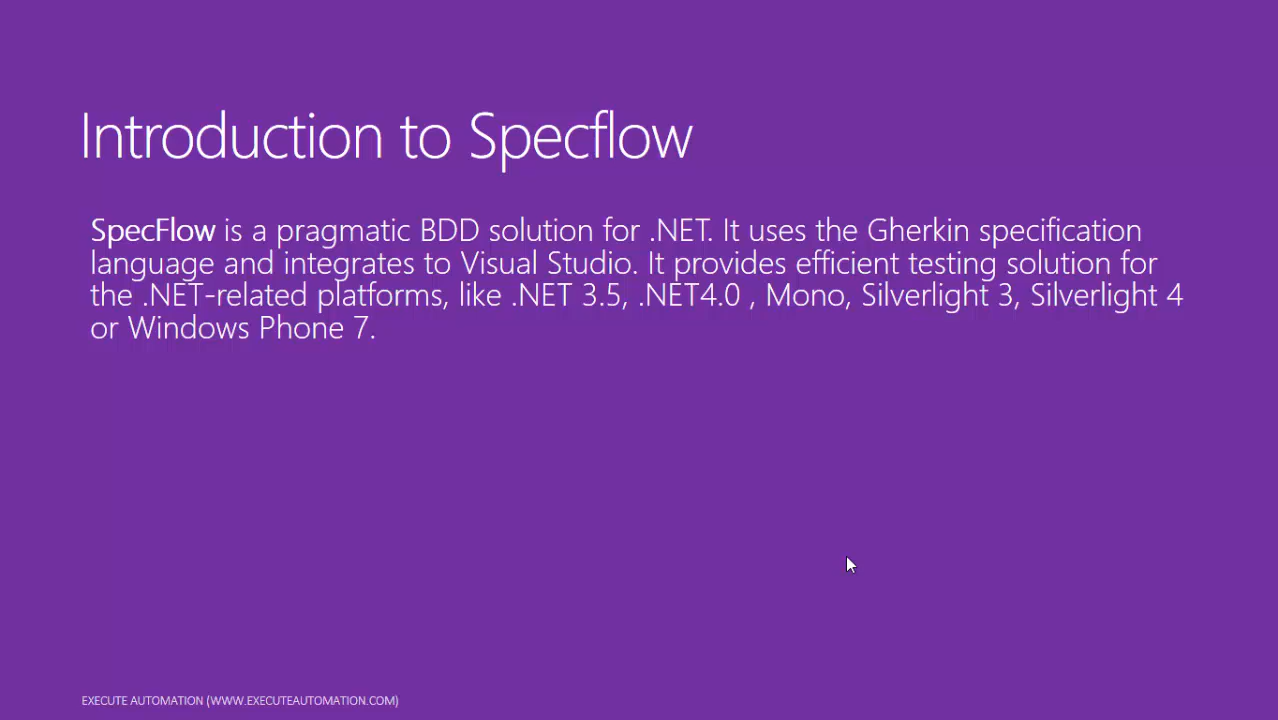 Introduction to Specflow
SpecFlow is a pragmatic BDD solution for .NET. It uses the Gherkin specification
language and integrates to Visual Studio. It provides efficient testing solution for
the .NET-related platforms, like .NET 3.5, .NET4.0 , Mono, Silverlight 3, Silverlight 4
or Windows Phone 7.
EXECUTE AUTOMATION (WWW.EXECUTEAUTOMATION.COM)